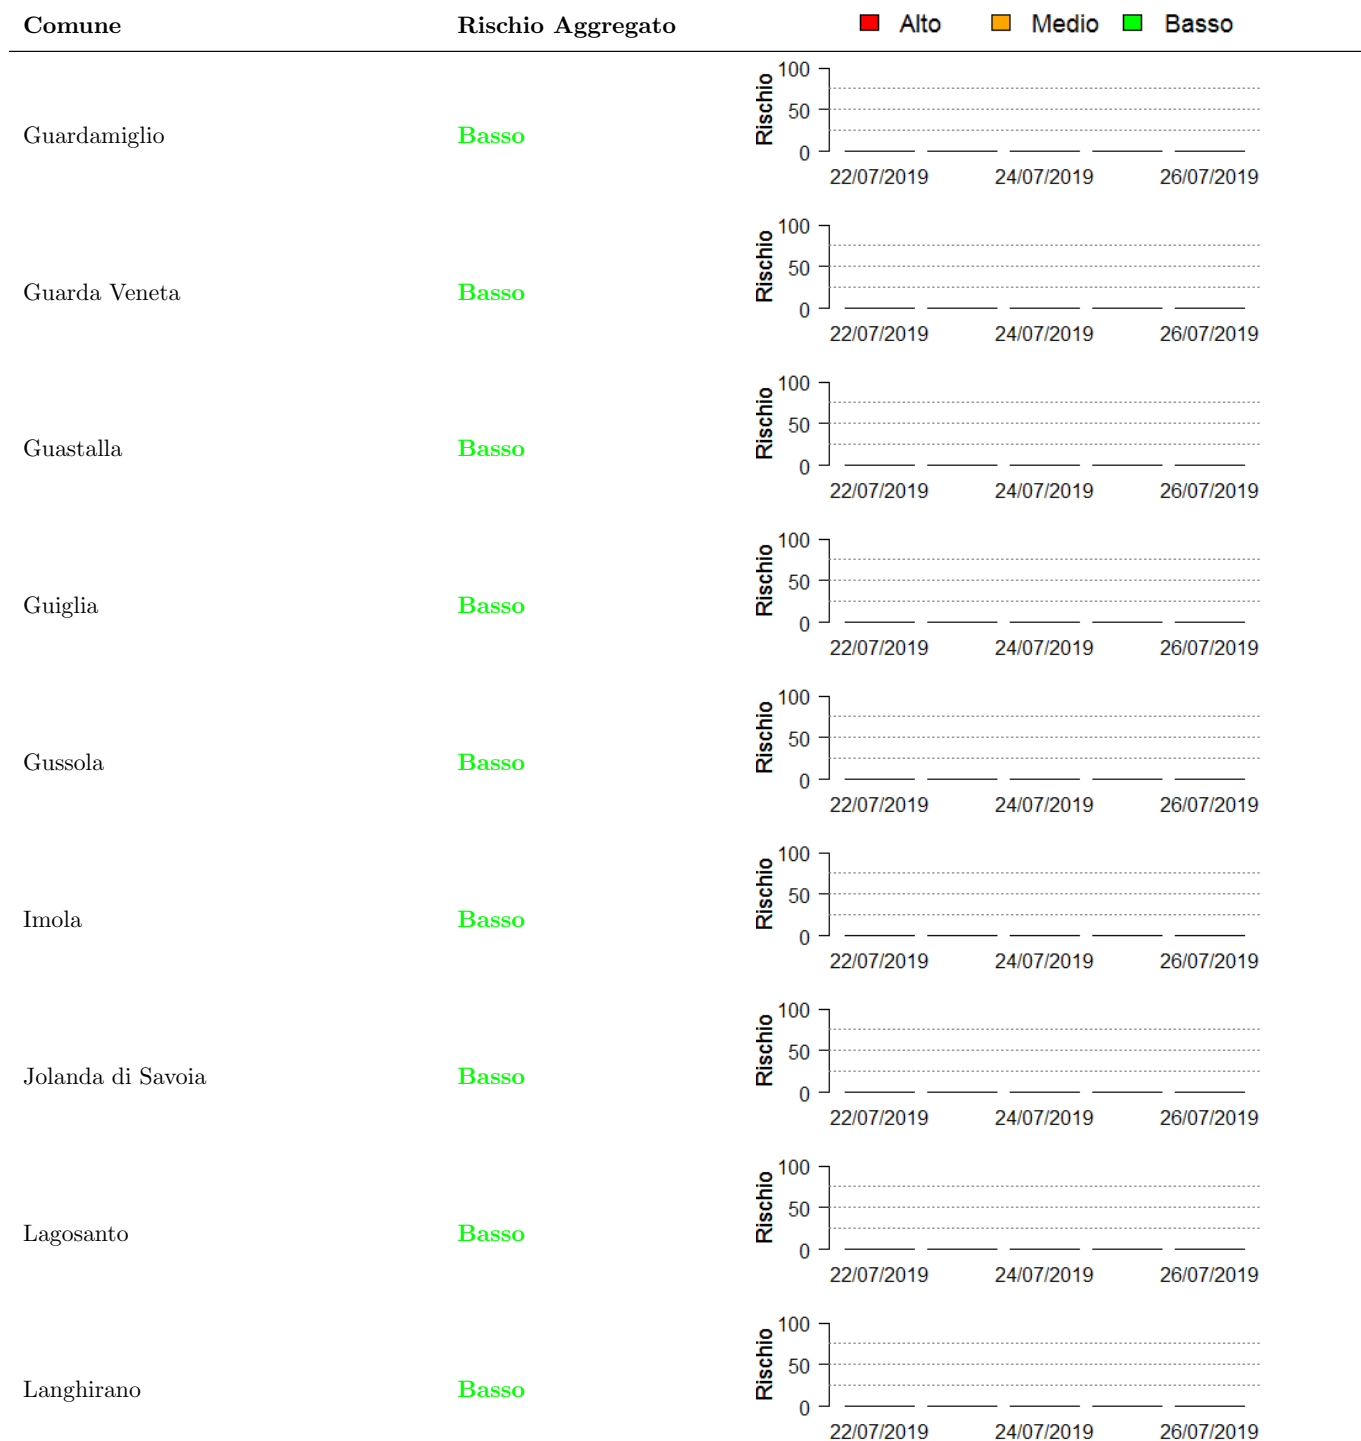 Comune Rischio Aggregato Alto Medio Basso
100
50
0
Rischio
Guardamiglio Basso
22/07/2019 24/07/2019 26/07/2019
100
50
0
Rischio
Guarda Veneta Basso
22/07/2019 24/07/2019 26/07/2019
100
50
0
Rischio
Guastalla Basso
22/07/2019 24/07/2019 26/07/2019
100
50
0
Rischio
Guiglia Basso
22/07/2019 24/07/2019 26/07/2019
100
50
0
Rischio
Gussola Basso
22/07/2019 24/07/2019 26/07/2019
100
50
0
Rischio
Imola Basso
22/07/2019 24/07/2019 26/07/2019
100
50
0
Rischio
Jolanda di Savoia Basso
22/07/2019 24/07/2019 26/07/2019
100
50
0
Rischio
Lagosanto Basso
22/07/2019 24/07/2019 26/07/2019
100
50
0
Rischio
Langhirano Basso
22/07/2019 24/07/2019 26/07/2019